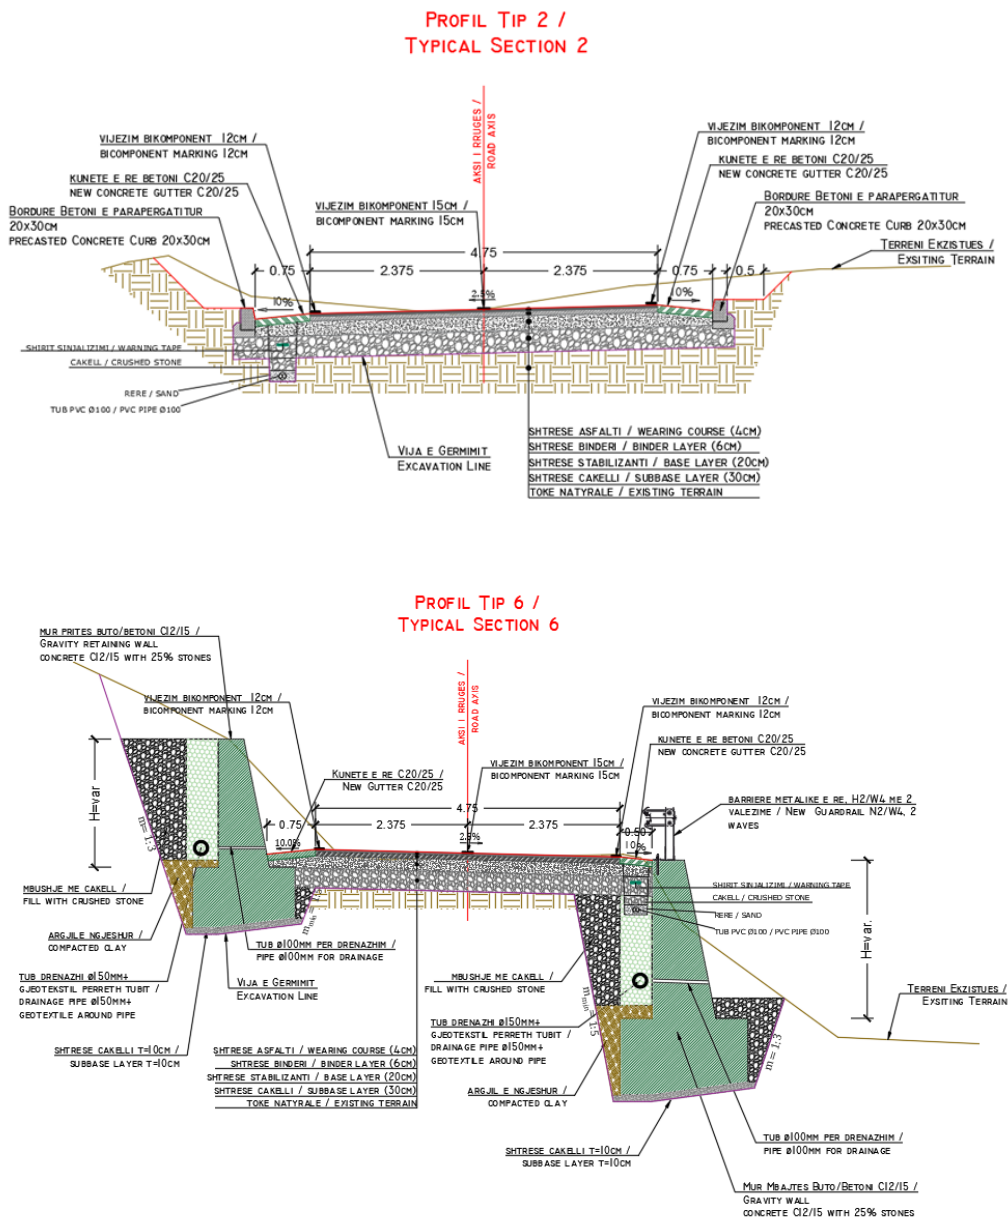 PROFIL TIP 2 /
TYPICAL SECTION 2
AKSI I RRUGES /
ROAD AXIS
VIJEZIM BIKOMPONENT 12CM /
BICOMPONENT MARKING 12CM
KUNETE E RE BETONI C20/25
NEW CONCRETE GUTTER C20/25
BORDURE BETONI E PARAPERGATITUR
20X30CM
PRECASTED CONCRETE CURB 20X30CM
VIJEZIM BIKOMPONENT 15CM /
BICOMPONENT MARKING 15CM
VIJEZIM BIKOMPONENT 12CM /
BICOMPONENT MARKING 12CM
KUNETE E RE BETONI C20/25
NEW CONCRETE GUTTER C20/25
BORDURE BETONI E PARAPERGATITUR
20X30CM
PRECASTED CONCRETE CURB 20X30CM
TERRENI EKZISTUES /
EXSITING TERRAIN
4.75
0.75 2.375 2.375 0.75 0.5
10% 2.5% 10%
SHIRIT SINJALIZIMI / WARNING TAPE
CAKELL / CRUSHED STONE
RERE / SAND
TUB PVC Ø100 / PVC PIPE Ø100
VIJA E GERMIMIT
EXCAVATION LINE
SHTRESE ASFALTI / WEARING COURSE (4CM)
SHTRESE BINDERI / BINDER LAYER (6CM)
SHTRESE STABILIZANTI / BASE LAYER (20CM)
SHTRESE CAKELLI / SUBBASE LAYER (30CM)
TOKE NATYRALE / EXISTING TERRAIN
PROFIL TIP 6 /
TYPICAL SECTION 6
MUR PRITES BUTO/BETONI C12/15 /
GRAVITY RETAINING WALL
CONCRETE C12/15 WITH 25% STONES
AKSI I RRUGES /
ROAD AXIS
VIJEZIM BIKOMPONENT 12CM /
BICOMPONENT MARKING 12CM
VIJEZIM BIKOMPONENT 12CM /
BICOMPONENT MARKING 12CM
KUNETE E RE BETONI C20/25
NEW CONCRETE GUTTER C20/25
VIJEZIM BIKOMPONENT 15CM /
BICOMPONENT MARKING 15CM
KUNETE E RE C20/25 /
NEW GUTTER C20/25
BARRIERE METALIKE E RE, H2/W4 ME 2
VALEZIME / NEW GUARDRAIL N2/W4, 2
WAVES
4.75
0.75 2.375 2.375 0.50
10.0% 2.5% 10%
H=var
m= 1:3
SHIRIT SINJALIZIMI / WARNING TAPE
CAKELL / CRUSHED STONE
RERE / SAND
TUB PVC Ø100 / PVC PIPE Ø100
MBUSHJE ME CAKELL /
FILL WITH CRUSHED STONE
H=var.
ARGJILE NGJESHUR /
COMPACTED CLAY
TUB Ø100MM PER DRENAZHIM /
PIPE Ø100MM FOR DRAINAGE
MBUSHJE ME CAKELL /
FILL WITH CRUSHED STONE
TUB DRENAZHI Ø150MM+
GJEOTEKSTIL PERRETH TUBIT /
DRAINAGE PIPE Ø150MM+
GEOTEXTILE AROUND PIPE
VIJA E GERMIMIT
EXCAVATION LINE
m min = 1:5
TERRENI EKZISTUES /
EXSITING TERRAIN
TUB DRENAZHI Ø150MM+
GJEOTEKSTIL PERRETH TUBIT /
DRAINAGE PIPE Ø150MM+
GEOTEXTILE AROUND PIPE
m= 1:3
SHTRESE CAKELLI T=10CM /
SUBBASE LAYER T=10CM
SHTRESE ASFALTI / WEARING COURSE (4CM)
SHTRESE BINDERI / BINDER LAYER (6CM)
SHTRESE STABILIZANTI / BASE LAYER (20CM)
SHTRESE CAKELLI / SUBBASE LAYER (30CM)
TOKE NATYRALE / EXISTING TERRAIN
ARGJIL E NGJESHUR /
COMPACTED CLAY
TUB Ø100MM PER DRENAZHIM /
PIPE Ø100MM FOR DRAINAGE
SHTRESE CAKELLI T=10CM /
SUBBASE LAYER T=10CM
MUR MBAJTES BUTO/BETONI C12/15 /
GRAVITY WALL
CONCRETE C12/15 WITH 25% STONES